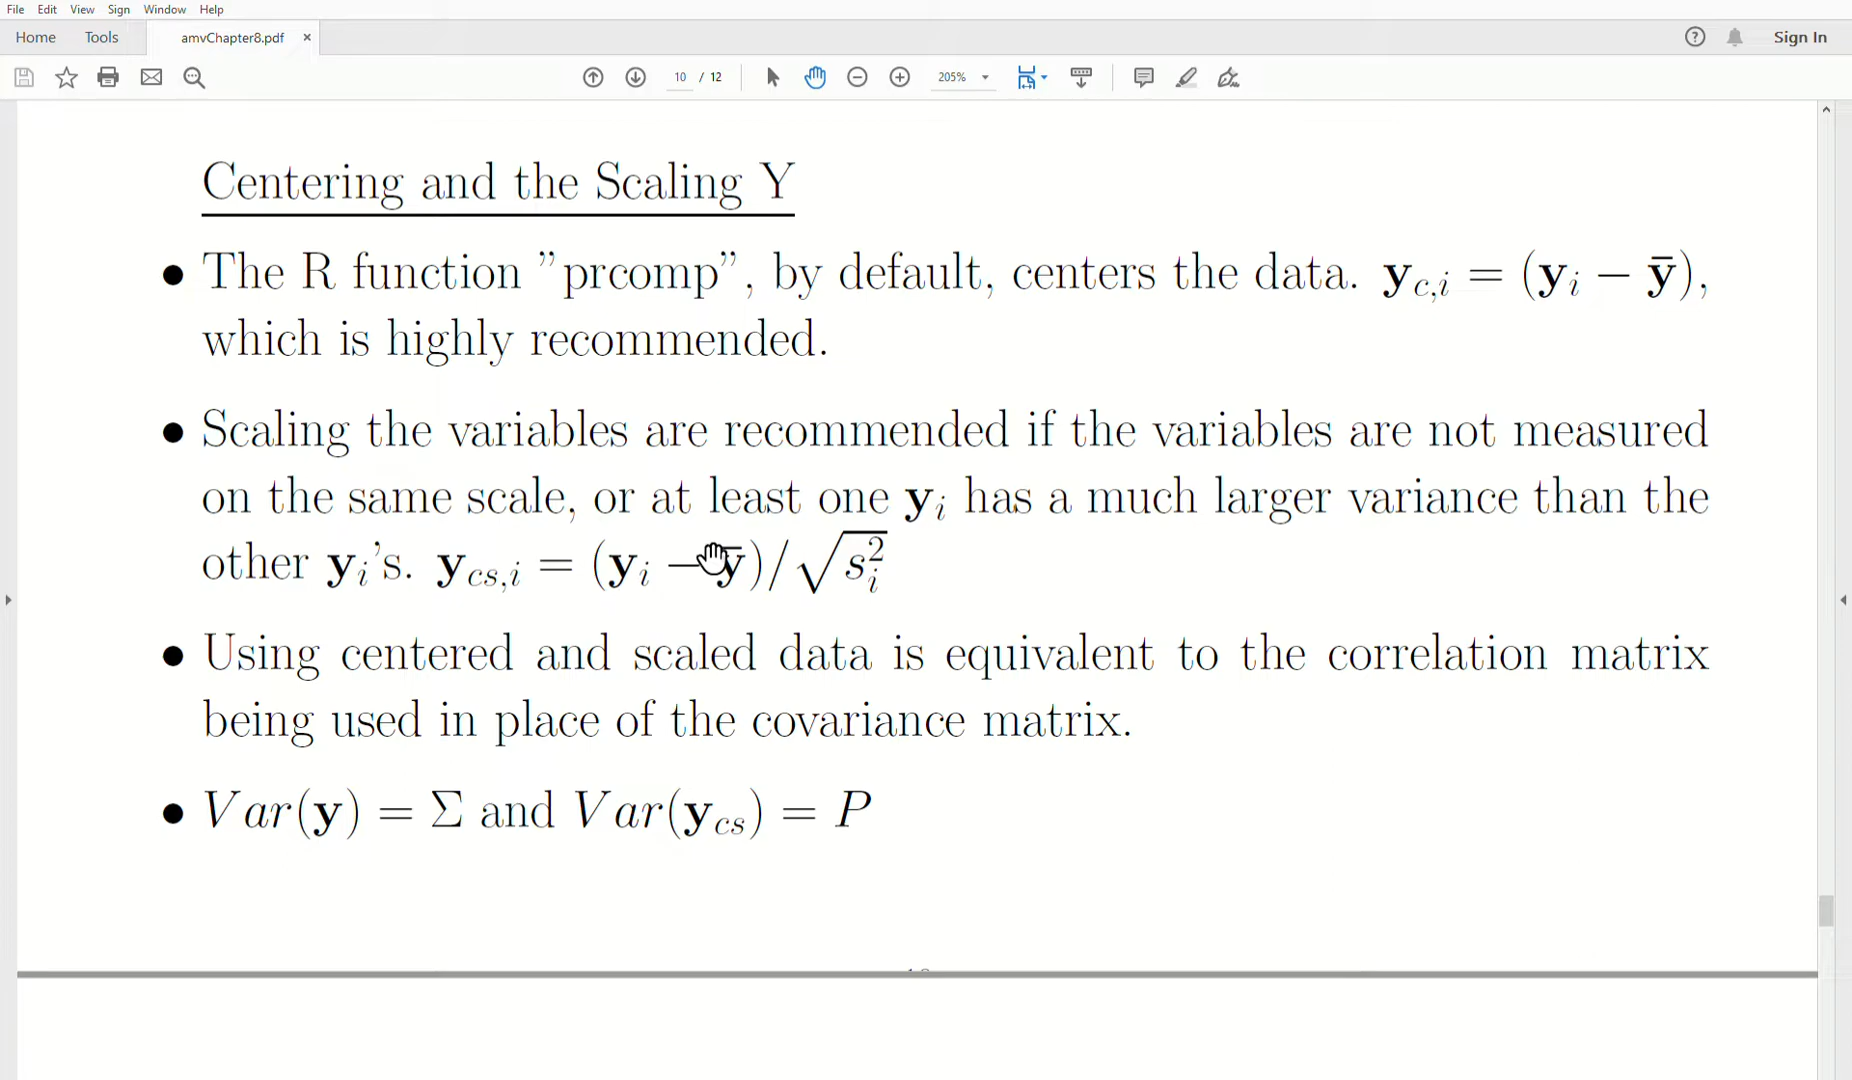 File Edit View Sign Window Help
Home Tools amvChapter8.pdf × Sign In
10 / 12 205%
Centering and the Scaling Y
● The R function ”prcomp”, by default, centers the data. y_{c,i} = (y_i − ȳ),
which is highly recommended.
● Scaling the variables are recommended if the variables are not measured
on the same scale, or at least one y_i has a much larger variance than the
other y_i's. y_{cs,i} = (y_i − ȳ)/√s_i^2
● Using centered and scaled data is equivalent to the correlation matrix
being used in place of the covariance matrix.
● Var(y) = Σ and Var(y_{cs}) = P